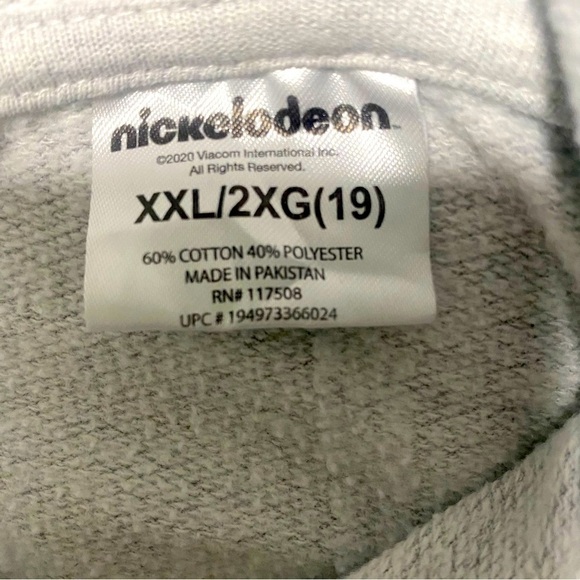 nickelodeon™
©2020 Viacom International Inc.
All Rights Reserved.
XXL/2XG(19)
60% COTTON 40% POLYESTER
MADE IN PAKISTAN
RN# 117508
UPC # 194973366024